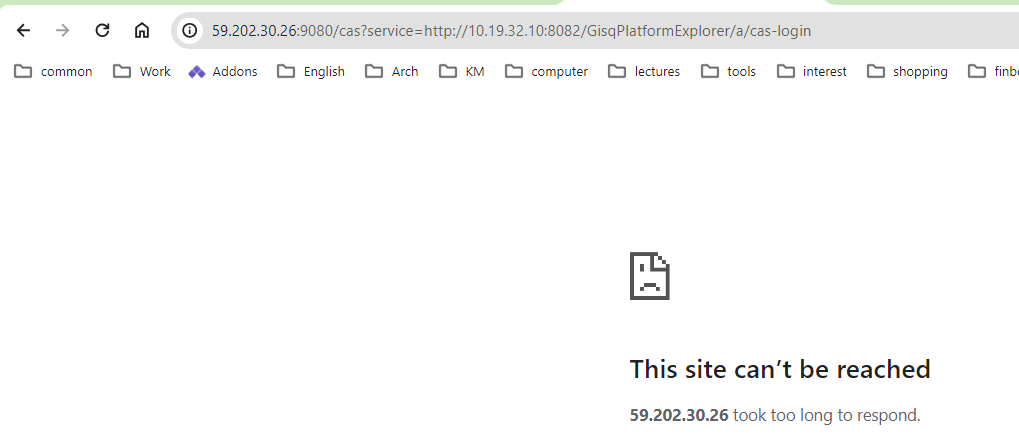 59.202.30.26:9080/cas?service=http://10.19.32.10:8082/GisqPlatformExplorer/a/cas-login
common Work Addons English Arch KM computer lectures tools interest shopping
This site can’t be reached
59.202.30.26 took too long to respond.